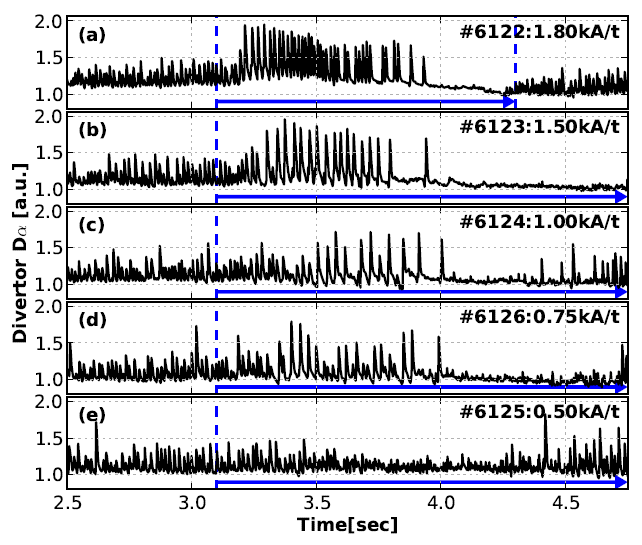 2.0
1.5
1.0
(a)
#6122:1.80kA/t
2.0
1.5
1.0
(b)
#6123:1.50kA/t
2.0
1.5
1.0
(c)
#6124:1.00kA/t
2.0
1.5
1.0
(d)
#6126:0.75kA/t
2.0
1.5
1.0
(e)
#6125:0.50kA/t
Divertor Dα [a.u.]
2.5 3.0 3.5 4.0 4.5
Time[sec]